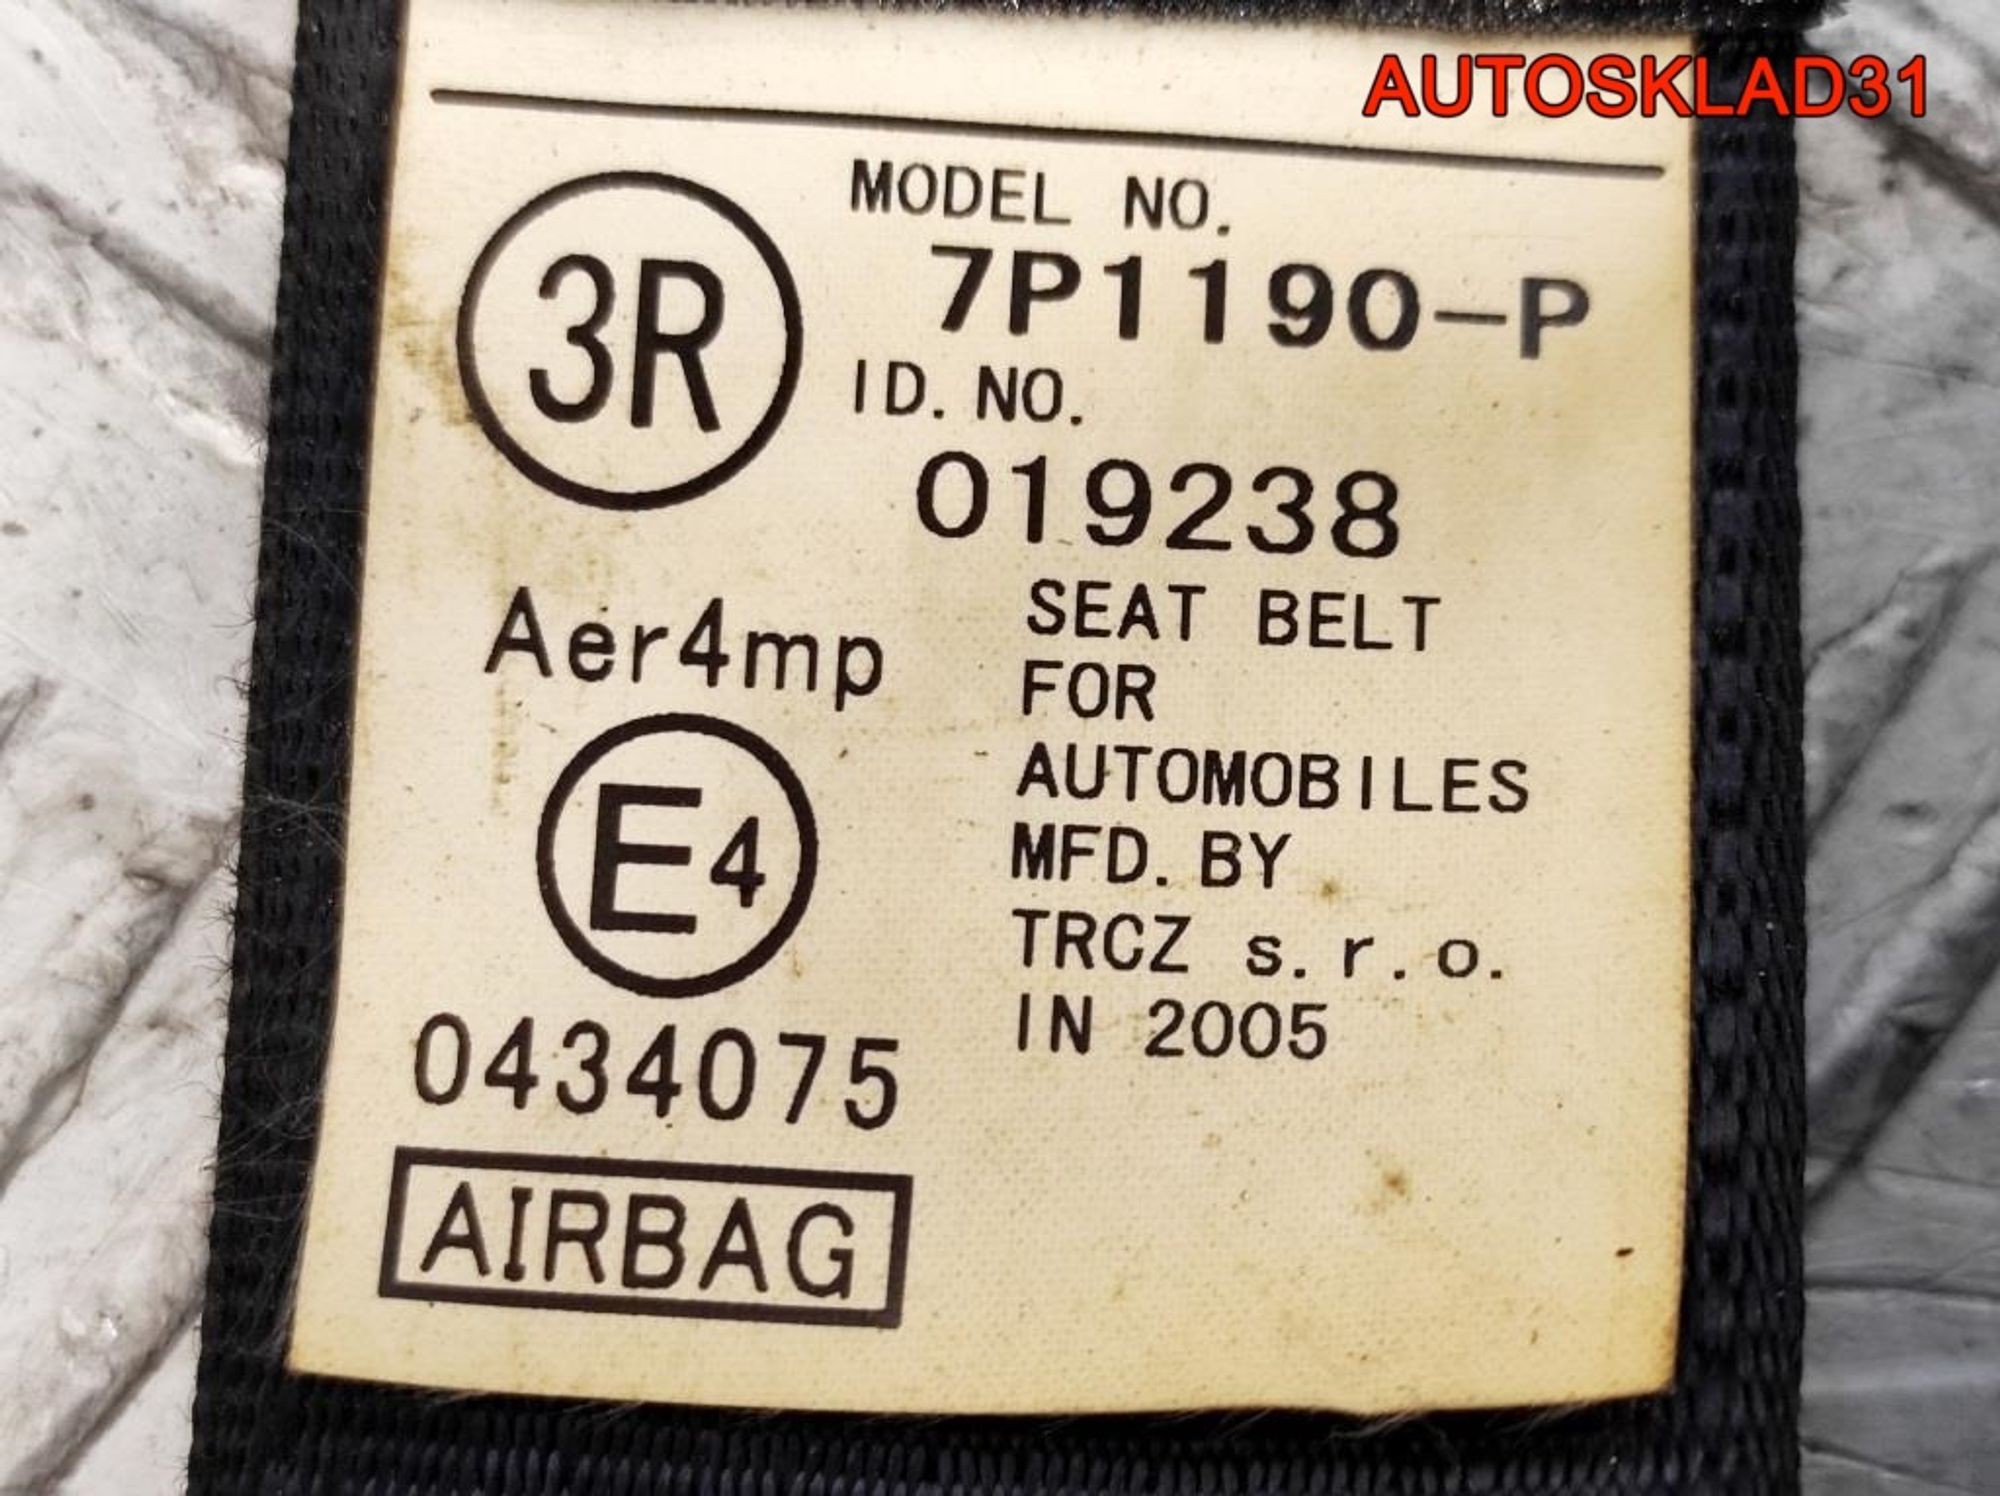 AUTOSKLAD31
3R
MODEL NO.
7P1190-P
ID. NO.
019238
Aer4mp
E4
0434075
AIRBAG
SEAT BELT
FOR
AUTOMOBILES
MFD. BY
TRCZ s.r.o.
IN 2005